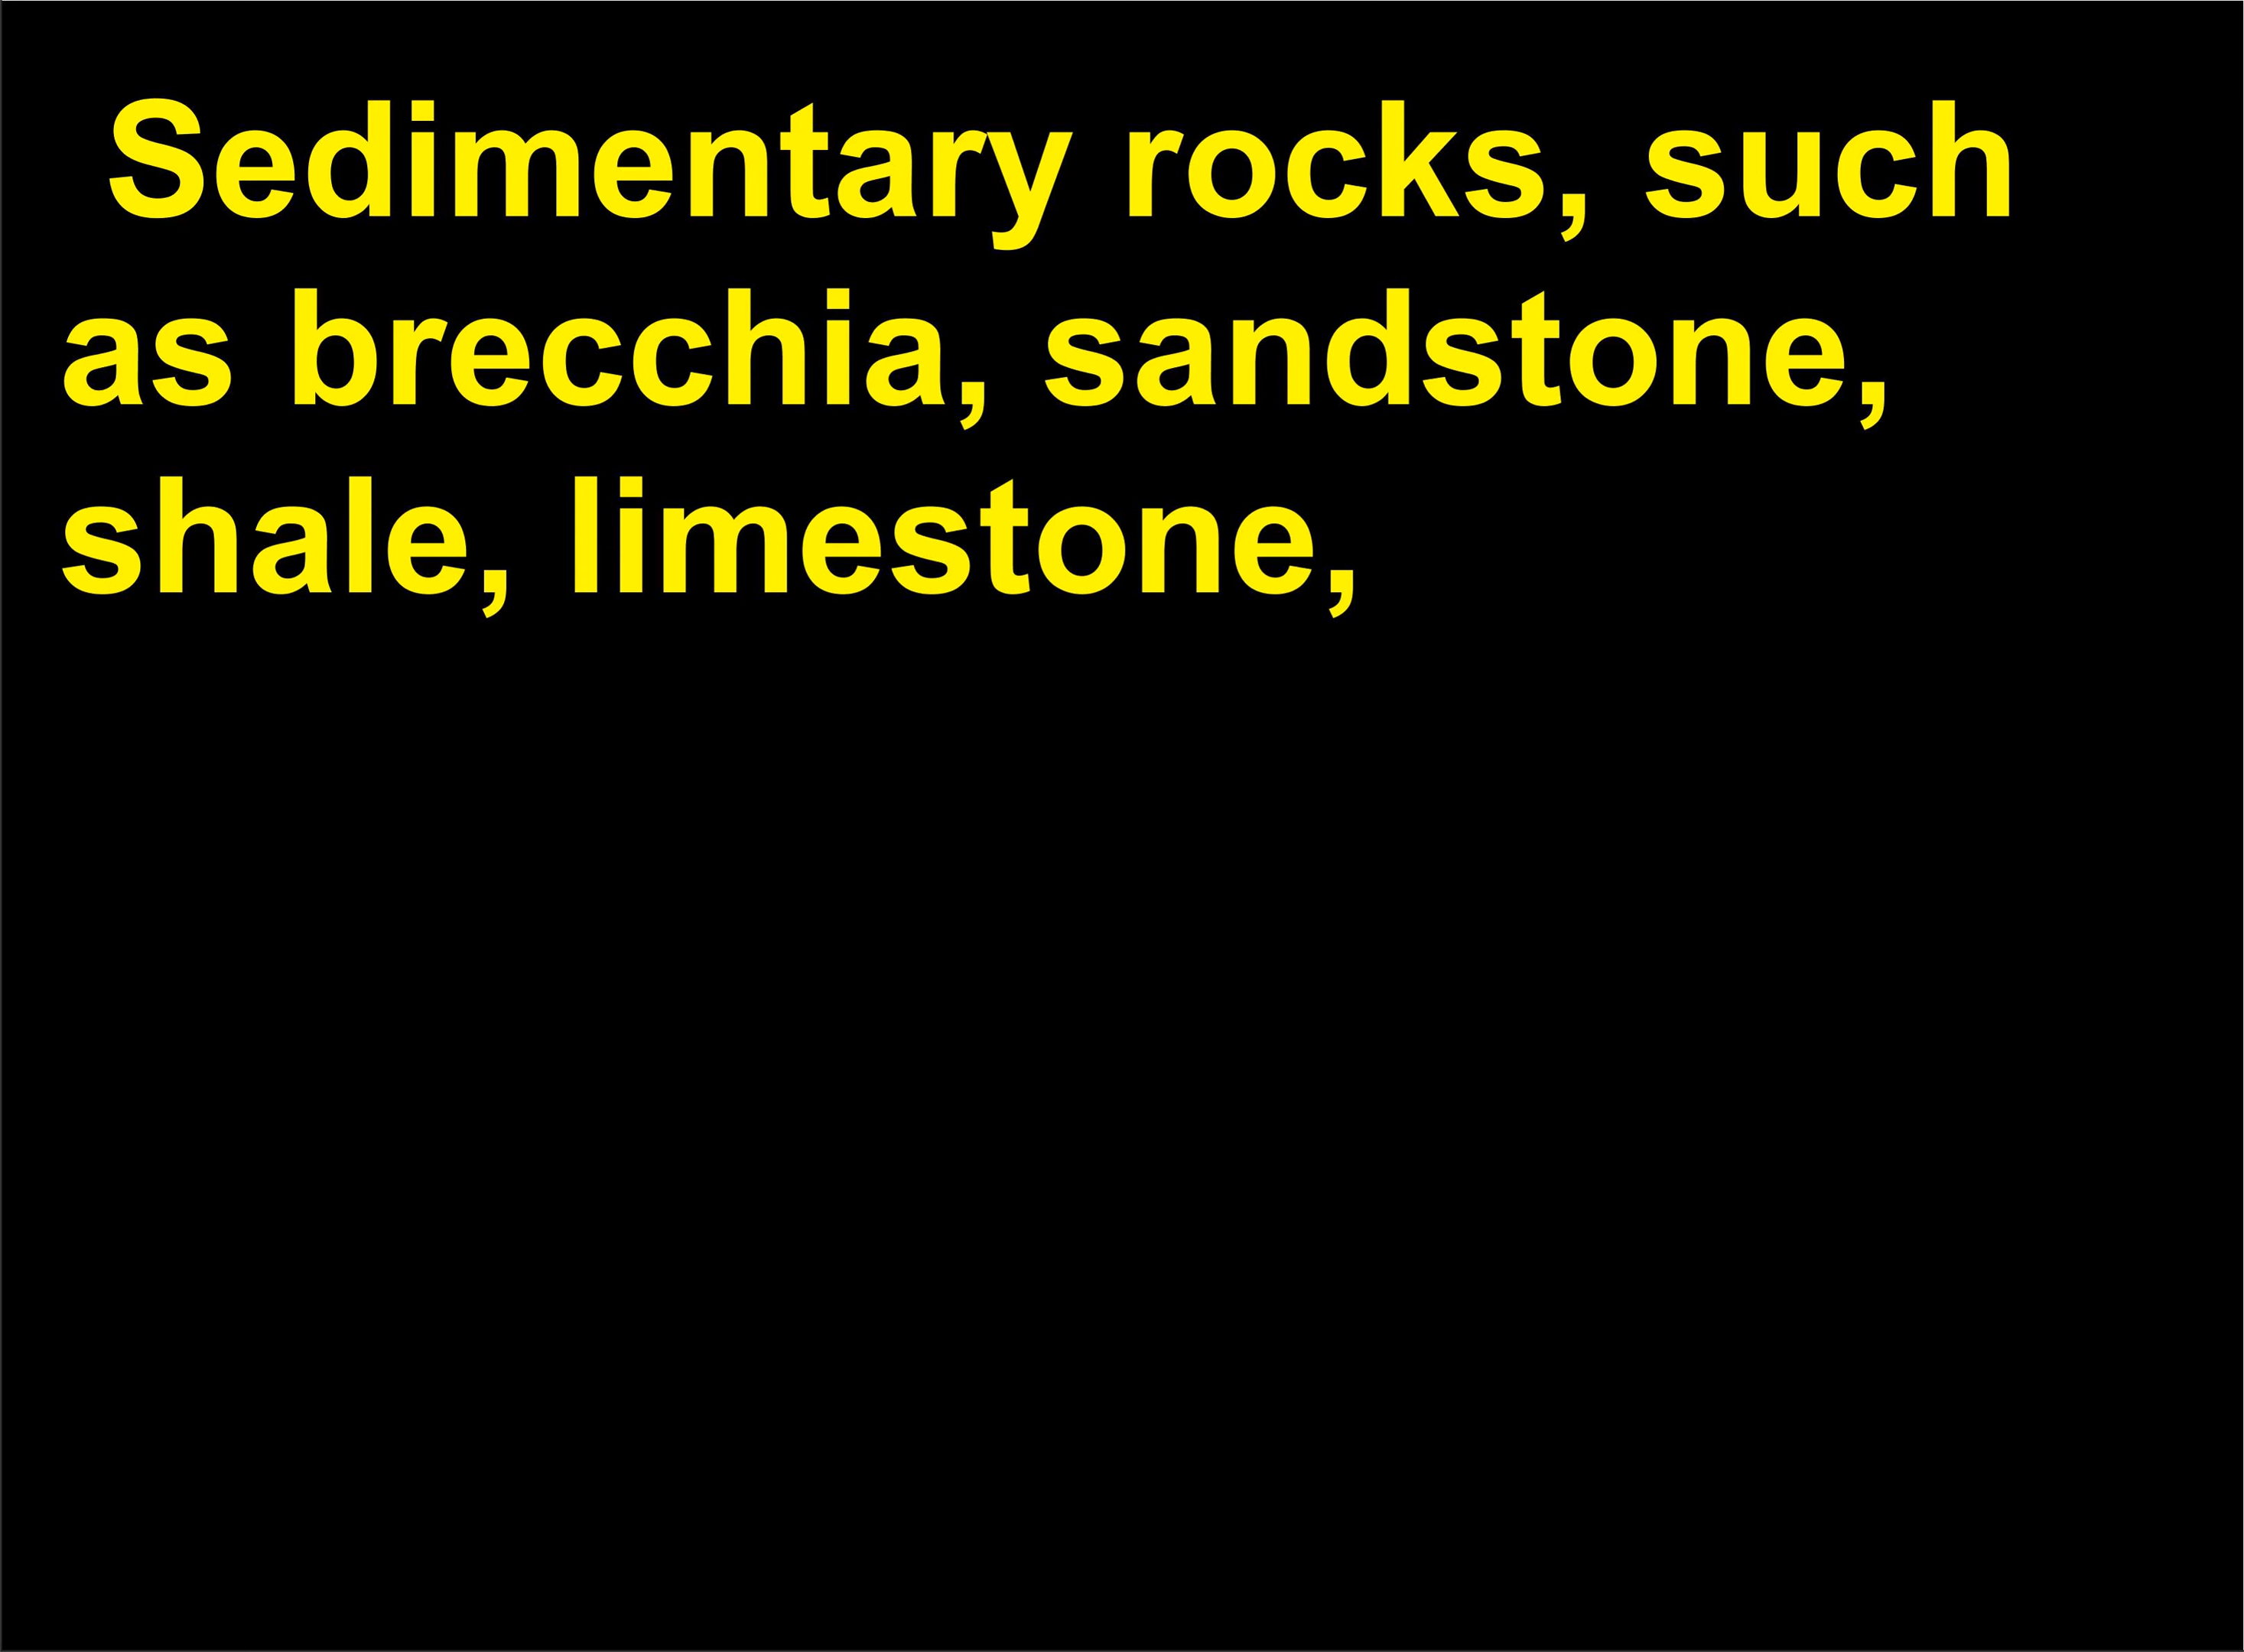 Sedimentary rocks, such
as brecchia, sandstone,
shale, limestone,